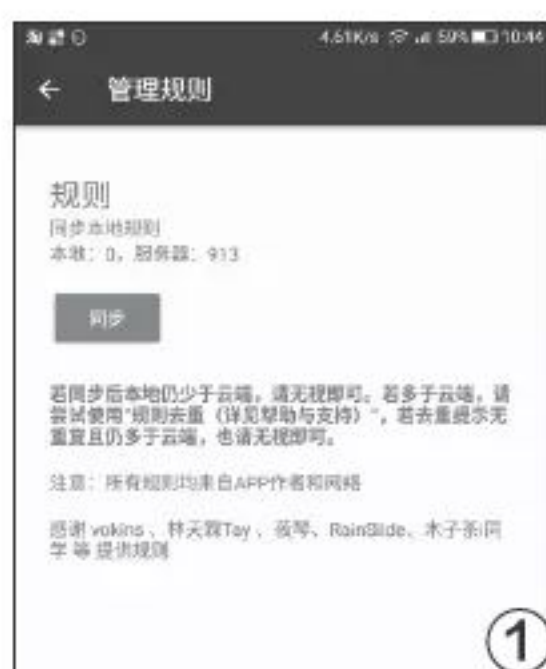 4.61K/s 59% 10:44
← 管理规则
规则
同步本地规则
本地：0，服务器：913
同步
若同步后本地仍少于云端，请无视即可。若多于云端，请
尝试使用"规则去重（详见帮助与支持）"，若去重提示无
重复且仍多于云端，也请无视即可。
注意：所有规则均来自APP作者和网络
感谢 vokins 、林天霖Tay 、筱琴、RainSlide、木子 同
学 等 提供规则
①